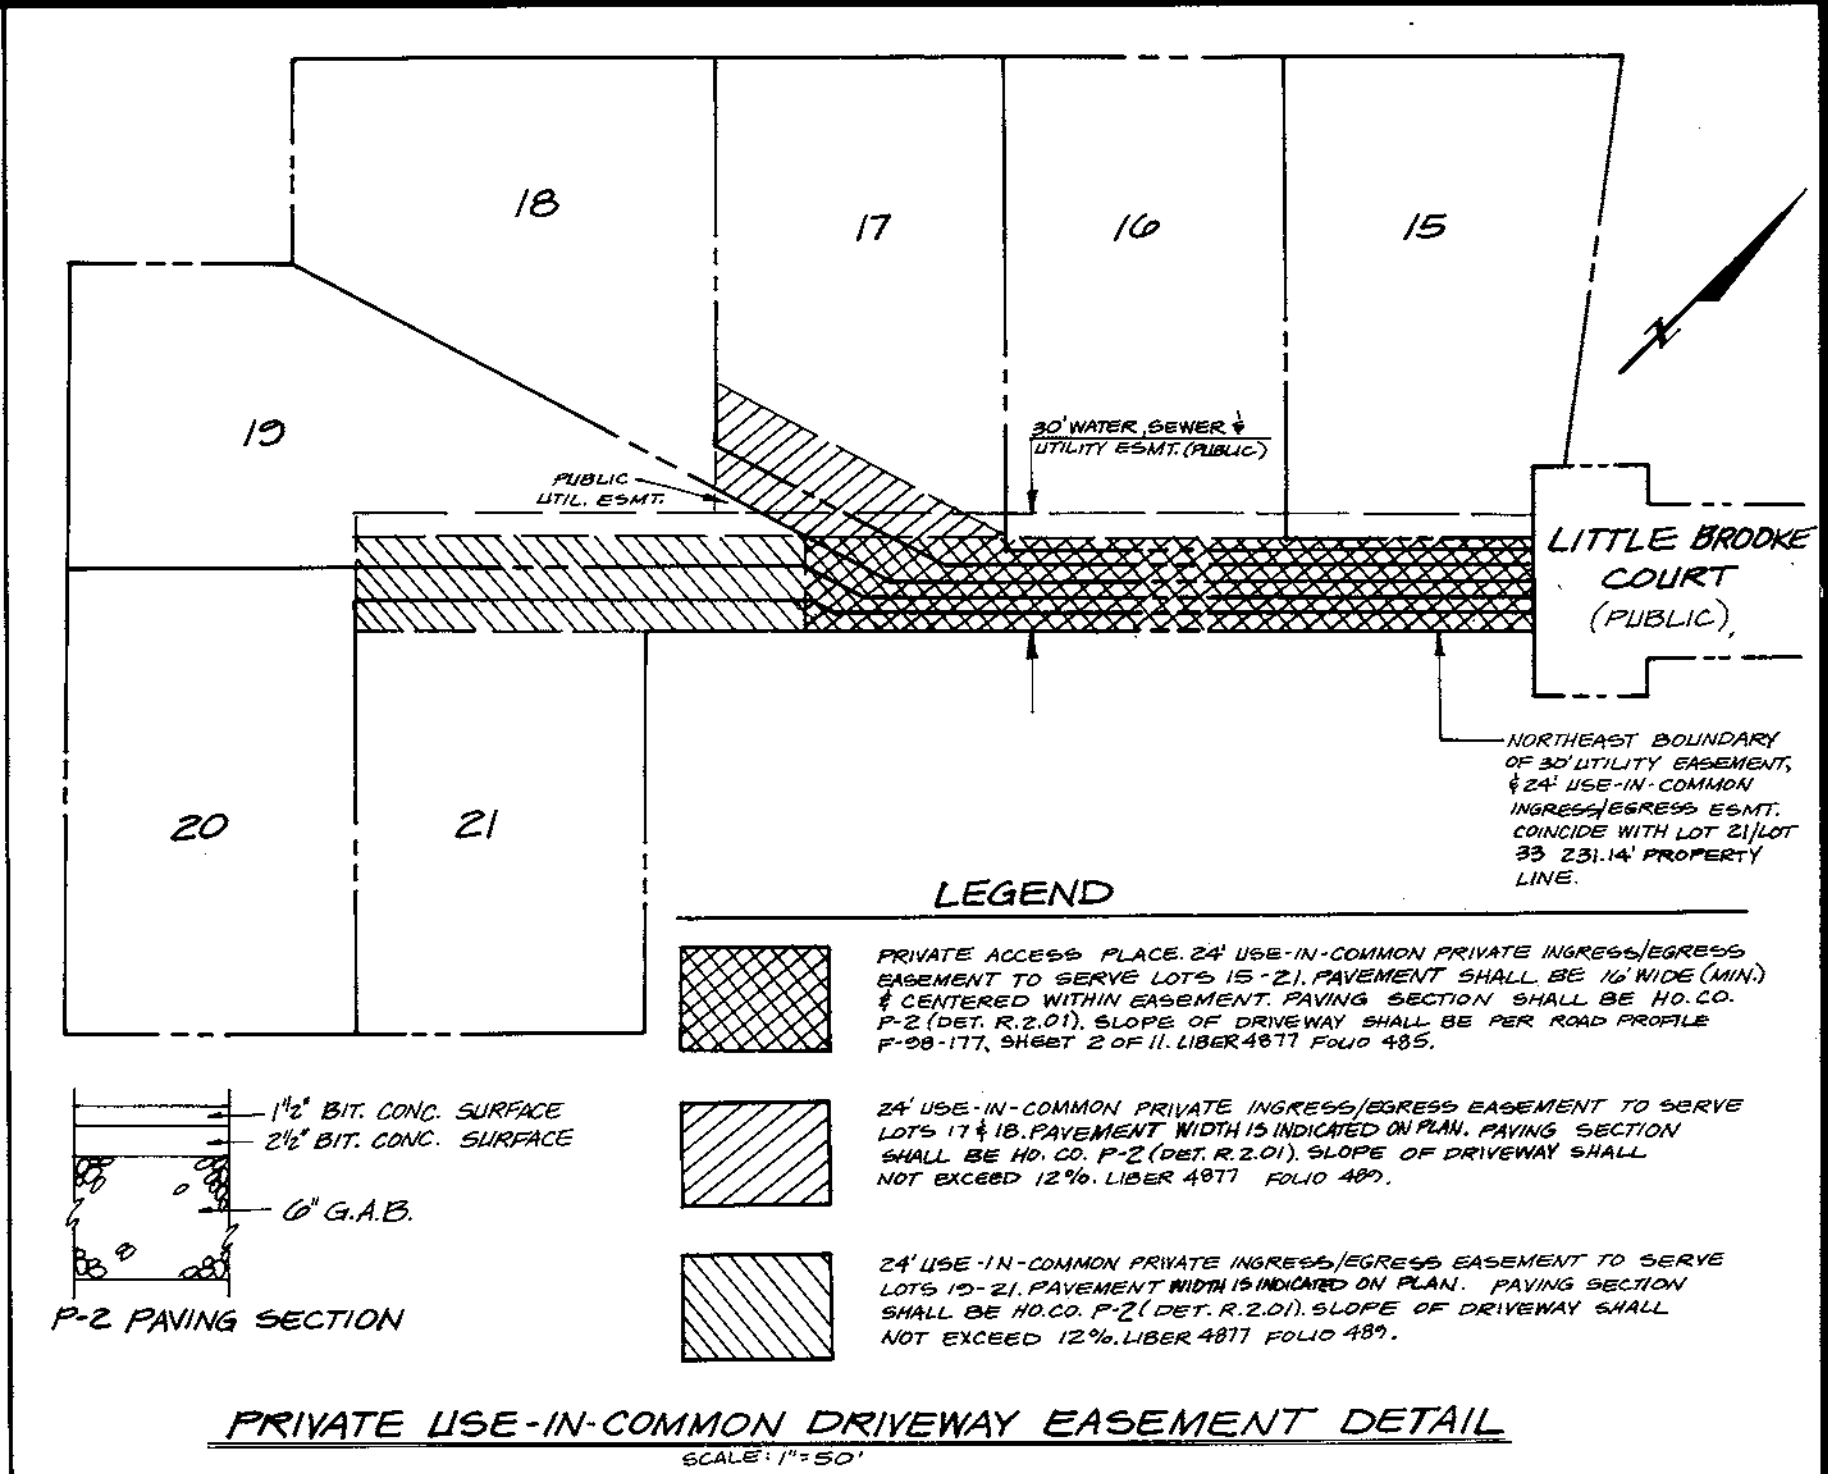 18
17
16
15
19
N
30' WATER, SEWER &
UTILITY ESMT. (PUBLIC)
PUBLIC
UTIL. ESMT.
LITTLE BROOKE
COURT
(PUBLIC)
20
21
NORTHEAST BOUNDARY
OF 30' UTILITY EASEMENT,
& 24' USE-IN-COMMON
INGRESS/EGRESS ESMT.
COINCIDE WITH LOT 21/LOT
33 231.14' PROPERTY
LINE.
LEGEND
PRIVATE ACCESS PLACE. 24' USE-IN-COMMON PRIVATE INGRESS/EGRESS
EASEMENT TO SERVE LOTS 15-21. PAVEMENT SHALL BE 16' WIDE (MIN.)
& CENTERED WITHIN EASEMENT. PAVING SECTION SHALL BE HO. CO.
P-2 (DET. R.2.01). SLOPE OF DRIVEWAY SHALL BE PER ROAD PROFILE
F-98-177, SHEET 2 OF 11. LIBER 4877 FOLIO 485.
24' USE-IN-COMMON PRIVATE INGRESS/EGRESS EASEMENT TO SERVE
LOTS 17 & 18. PAVEMENT WIDTH IS INDICATED ON PLAN. PAVING SECTION
SHALL BE HO. CO. P-2 (DET. R.2.01). SLOPE OF DRIVEWAY SHALL
NOT EXCEED 12%. LIBER 4877 FOLIO 489.
24' USE-IN-COMMON PRIVATE INGRESS/EGRESS EASEMENT TO SERVE
LOTS 19-21. PAVEMENT WIDTH IS INDICATED ON PLAN. PAVING SECTION
SHALL BE HO.CO. P-2 (DET. R.2.01). SLOPE OF DRIVEWAY SHALL
NOT EXCEED 12%. LIBER 4877 FOLIO 489.
1 1/2" BIT. CONC. SURFACE
2 1/2" BIT. CONC. SURFACE
6" G.A.B.
P-2 PAVING SECTION
PRIVATE USE-IN-COMMON DRIVEWAY EASEMENT DETAIL
SCALE: 1"=50'